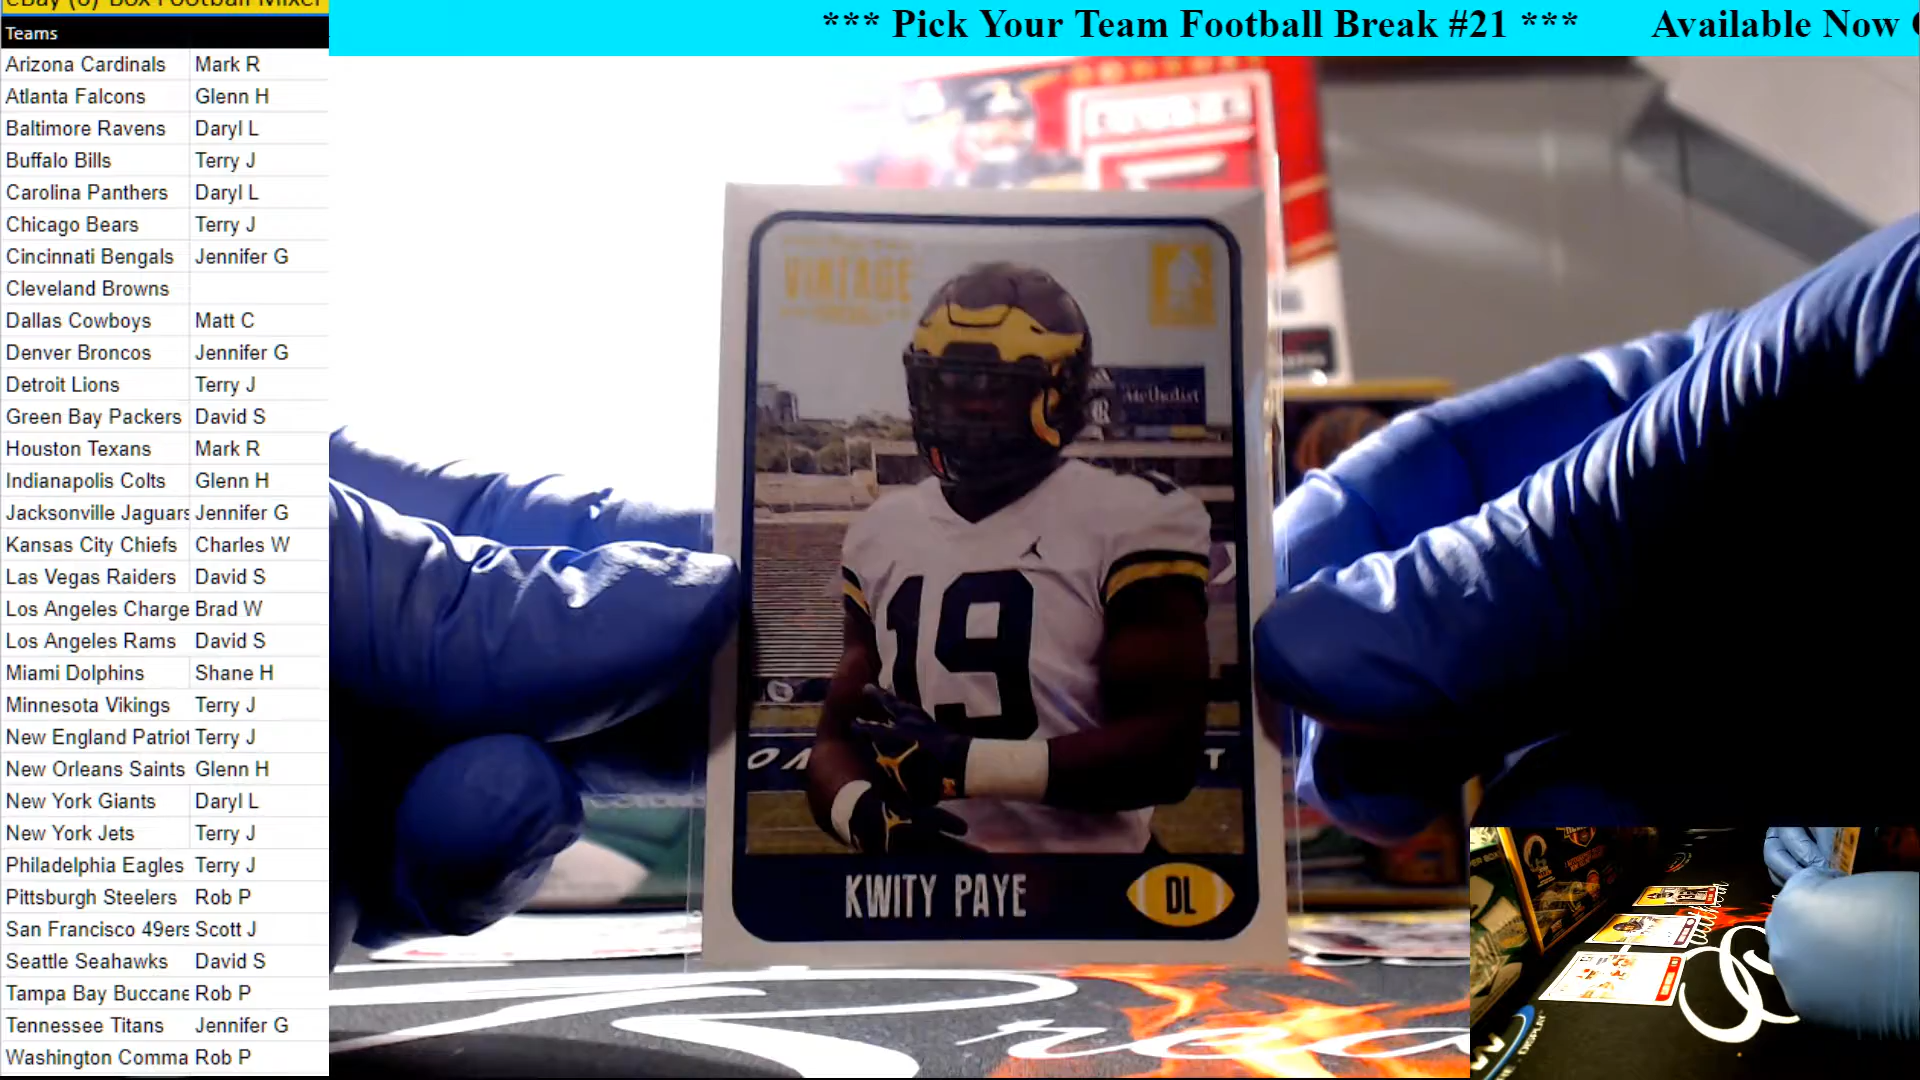 eBay (6) Box Football Mixer
*** Pick Your Team Football Break #21 *** Available Now
Teams
Arizona Cardinals Mark R
Atlanta Falcons Glenn H
Baltimore Ravens Daryl L
Buffalo Bills Terry J
Carolina Panthers Daryl L
Chicago Bears Terry J
Cincinnati Bengals Jennifer G
Cleveland Browns
Dallas Cowboys Matt C
Denver Broncos Jennifer G
Detroit Lions Terry J
Green Bay Packers David S
Houston Texans Mark R
Indianapolis Colts Glenn H
Jacksonville Jaguars Jennifer G
Kansas City Chiefs Charles W
Las Vegas Raiders David S
Los Angeles Charge Brad W
Los Angeles Rams David S
Miami Dolphins Shane H
Minnesota Vikings Terry J
New England Patriot Terry J
New Orleans Saints Glenn H
New York Giants Daryl L
New York Jets Terry J
Philadelphia Eagles Terry J
Pittsburgh Steelers Rob P
San Francisco 49ers Scott J
Seattle Seahawks David S
Tampa Bay Buccane Rob P
Tennessee Titans Jennifer G
Washington Comma Rob P
VINTAGE
Methodist
19
KWITY PAYE DL